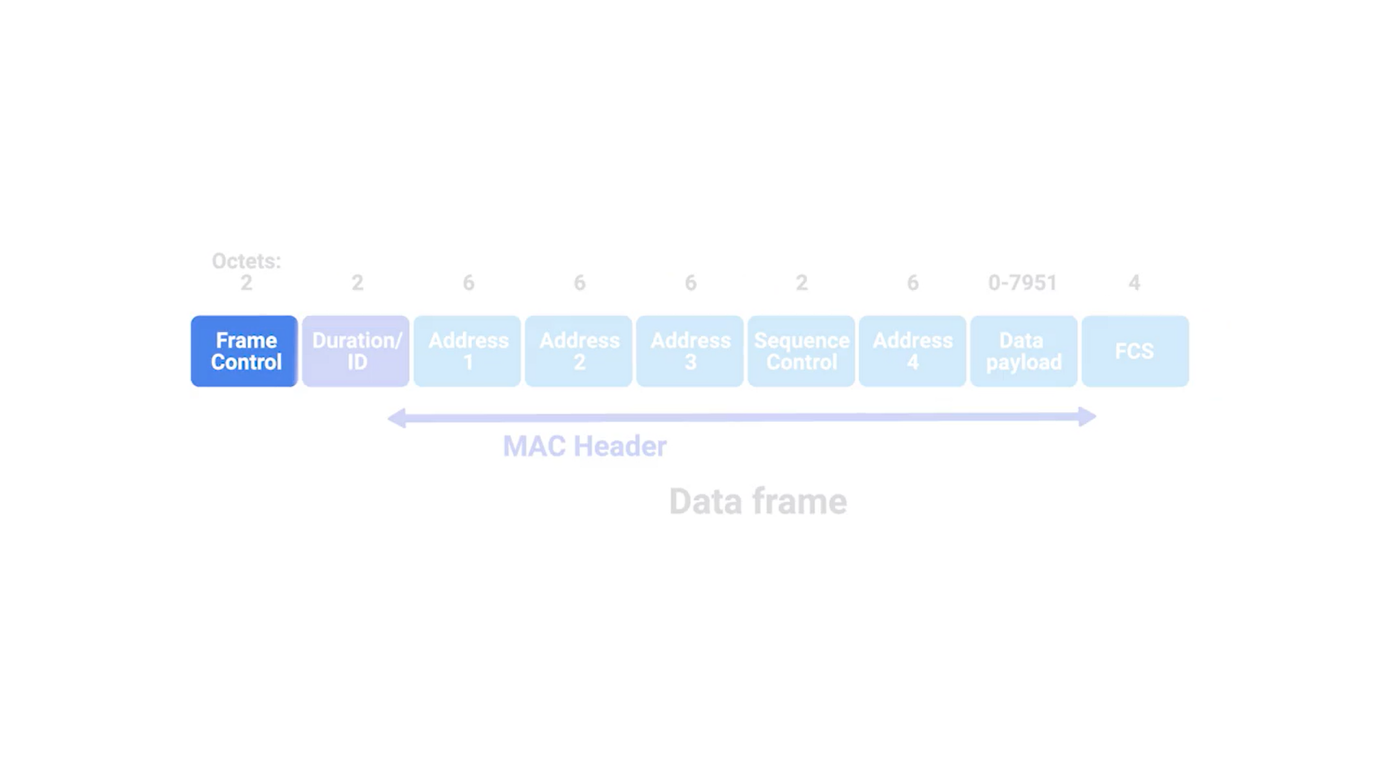 Octets:
2 2 6 6 6 2 6 0-7951 4
Frame Control
Duration/ ID
Address 1
Address 2
Address 3
Sequence Control
Address 4
Data payload
FCS
MAC Header
Data frame